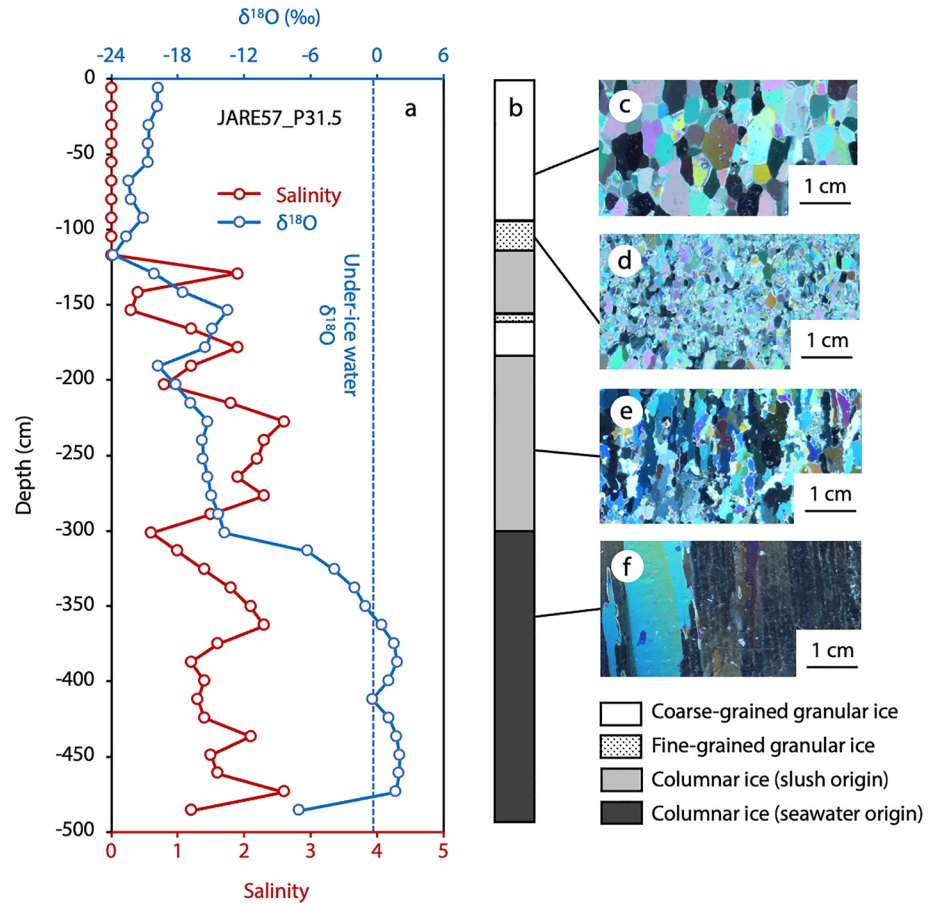 δ¹⁸O (‰)
-24 -18 -12 -6 0 6
0
-50
-100
-150
-200
-250
-300
-350
-400
-450
-500
Depth (cm)
JARE57_P31.5
a
Salinity
δ¹⁸O
Under-ice water
δ¹⁸O
0 1 2 3 4 5
Salinity
b
c
1 cm
d
1 cm
e
1 cm
f
1 cm
Coarse-grained granular ice
Fine-grained granular ice
Columnar ice (slush origin)
Columnar ice (seawater origin)